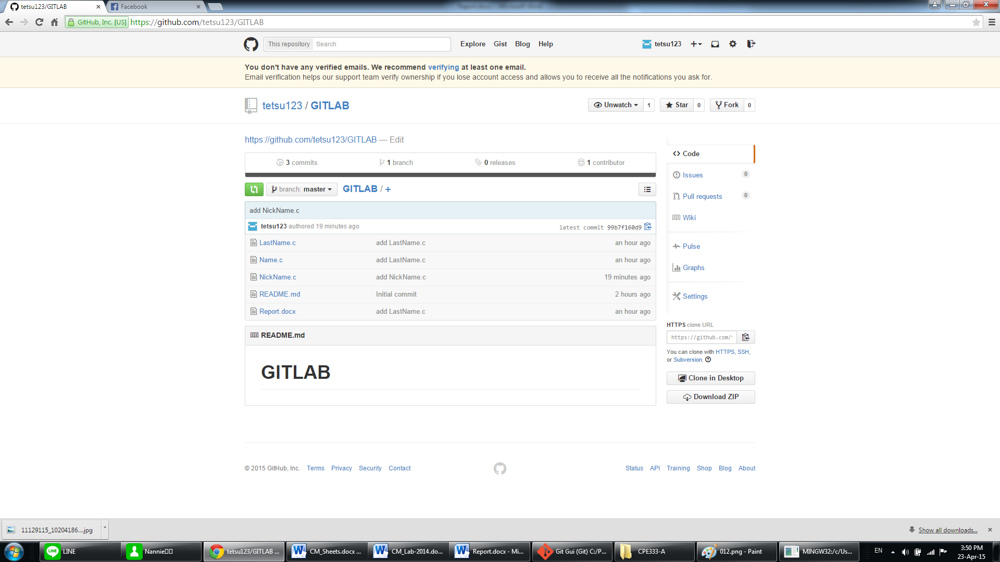 tetsu123/GITLAB
Facebook
GitHub, Inc. [US] https://github.com/tetsu123/GITLAB
This repository Search Explore Gist Blog Help tetsu123
You don't have any verified emails. We recommend verifying at least one email.
Email verification helps our support team verify ownership if you lose account access and allows you to receive all the notifications you ask for.
tetsu123 / GITLAB
Unwatch 1 Star 0 Fork 0
https://github.com/tetsu123/GITLAB — Edit
3 commits 1 branch 0 releases 1 contributor
branch: master GITLAB / +
add NickName.c
tetsu123 authored 19 minutes ago latest commit 99b7f160d9
LastName.c add LastName.c an hour ago
Name.c add LastName.c an hour ago
NickName.c add NickName.c 19 minutes ago
README.md Initial commit 2 hours ago
Report.docx add LastName.c an hour ago
README.md
GITLAB
Code
Issues 0
Pull requests 0
Wiki
Pulse
Graphs
Settings
HTTPS clone URL
https://github.com/
You can clone with HTTPS, SSH,
or Subversion.
Clone in Desktop
Download ZIP
© 2015 GitHub, Inc. Terms Privacy Security Contact
Status API Training Shop Blog About
11129115_10204186....jpg
Show all downloads...
LINE
Nannie
tetsu123/GITLAB ...
CM_Sheets.docx ...
CM_Lab-2014.do...
Report.docx - Mi...
Git Gui (Git) C:/P...
CPE333-A
012.png - Paint
MINGW32:/c/Us...
EN
3:50 PM
23-Apr-15